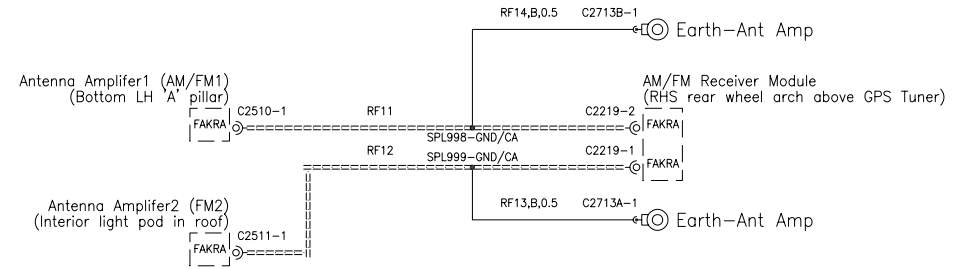 RF14,B,0.5 C2713B-1
Earth-Ant Amp
Antenna Amplifer1 (AM/FM1)
(Bottom LH 'A' pillar)
AM/FM Receiver Module
(RHS rear wheel arch above GPS Tuner)
C2510-1 RF11 C2219-2
FAKRA FAKRA
SPL998-GND/CA
RF12 SPL999-GND/CA C2219-1
FAKRA
Antenna Amplifer2 (FM2)
(Interior light pod in roof)
RF13,B,0.5 C2713A-1
Earth-Ant Amp
C2511-1
FAKRA